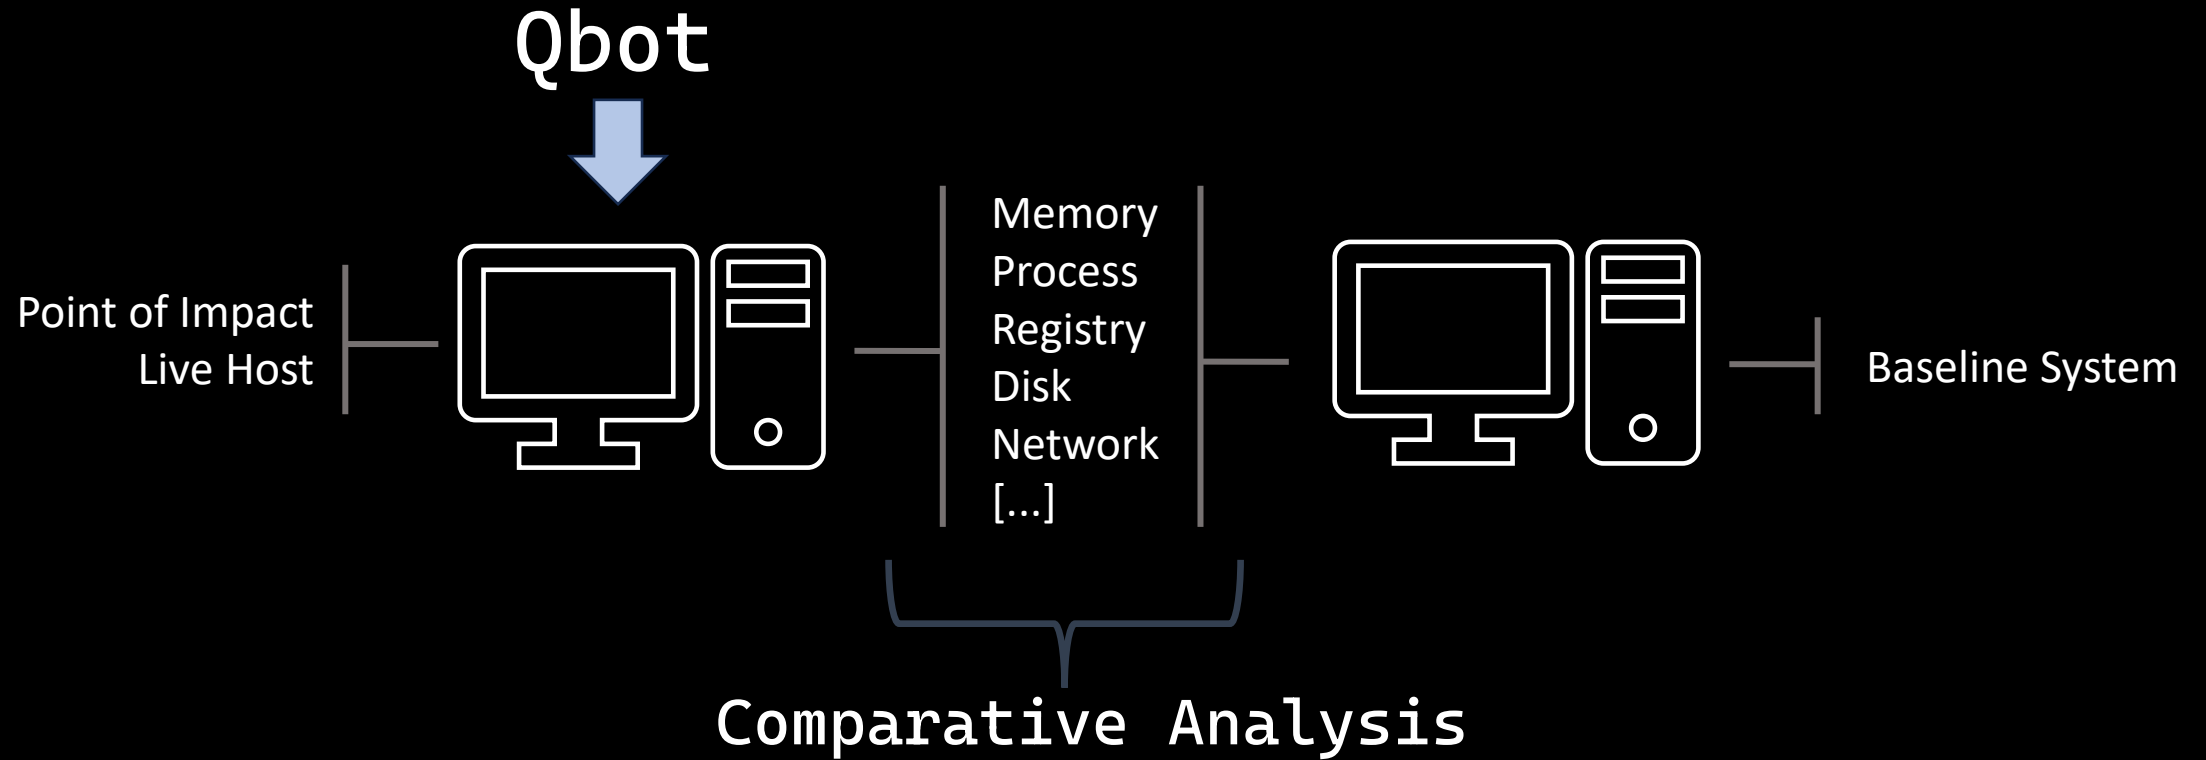 Qbot
Point of Impact
Live Host
Memory
Process
Registry
Disk
Network
[...]
Baseline System
Comparative Analysis